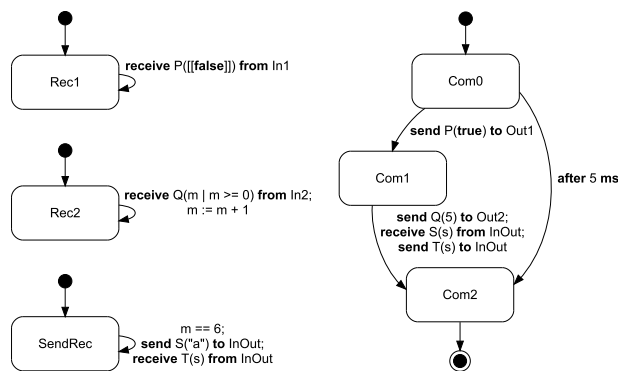 Rec1
receive P([[false]]) from In1
Rec2
receive Q(m | m >= 0) from In2;
m := m + 1
SendRec
m == 6;
send S("a") to InOut;
receive T(s) from InOut
Com0
send P(true) to Out1
Com1
after 5 ms
send Q(5) to Out2;
receive S(s) from InOut;
send T(s) to InOut
Com2